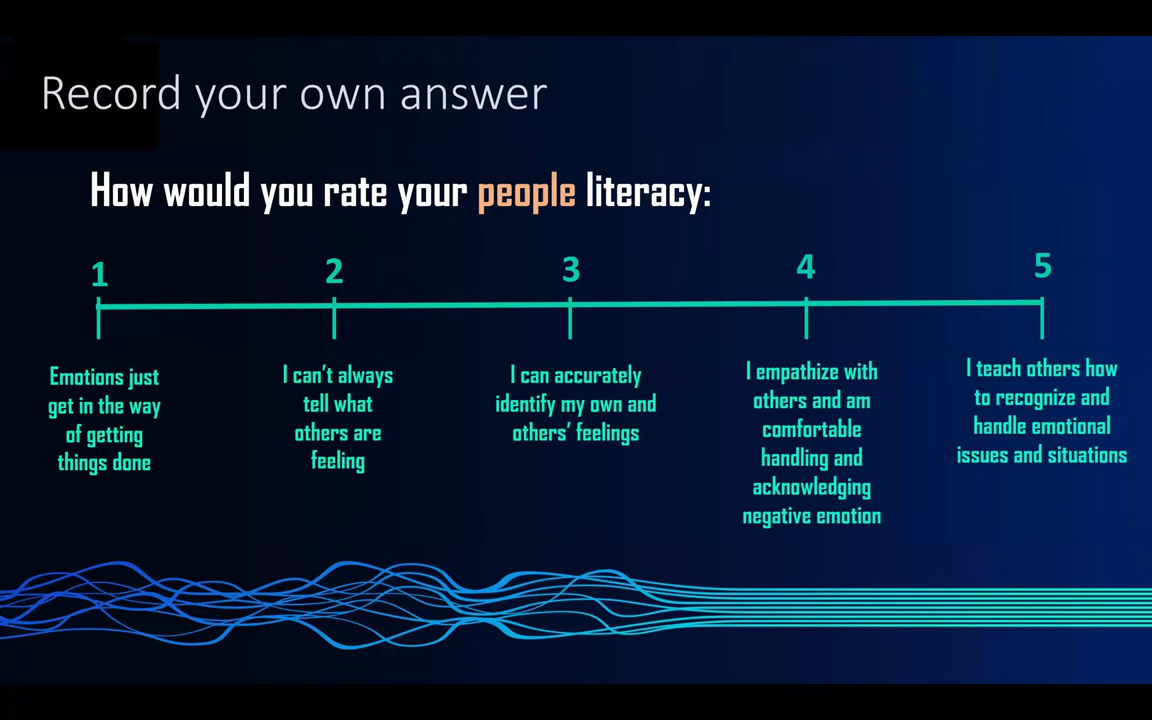 Record your own answer
How would you rate your people literacy:
1
2
3
4
5
Emotions just
get in the way
of getting
things done
I can't always
tell what
others are
feeling
I can accurately
identify my own and
others' feelings
I empathize with
others and am
comfortable
handling and
acknowledging
negative emotion
I teach others how
to recognize and
handle emotional
issues and situations